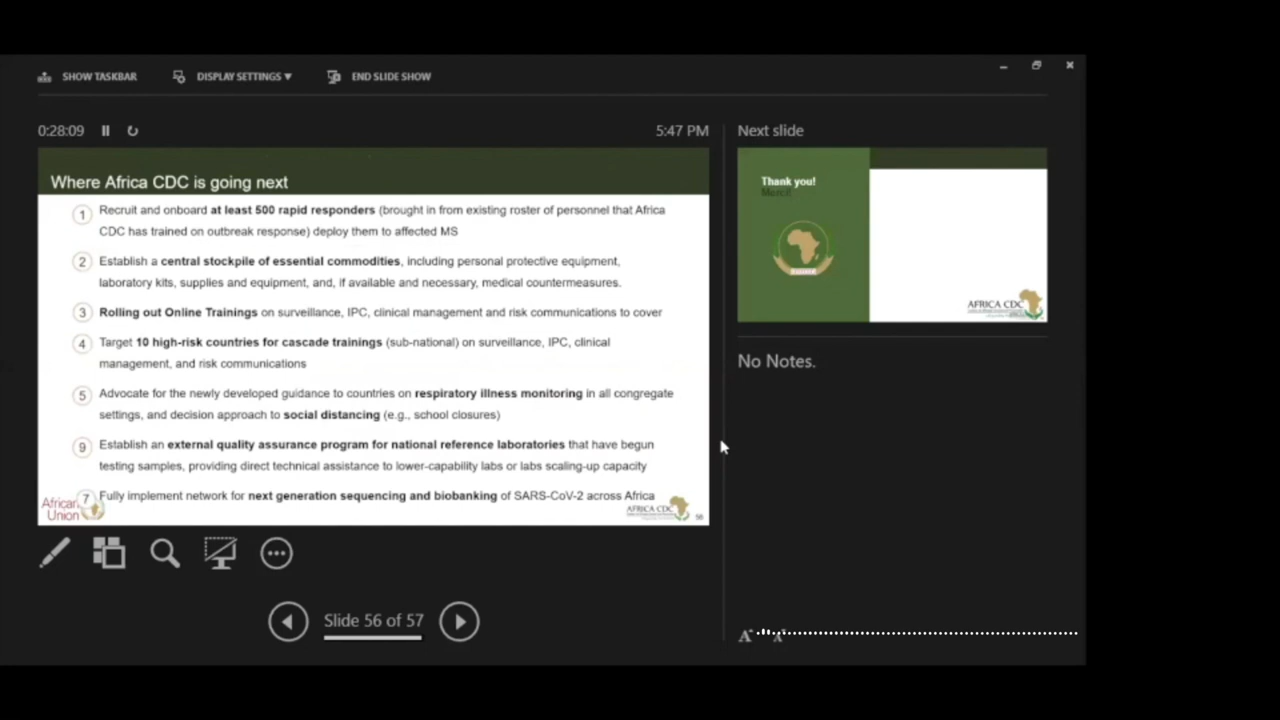 SHOW TASKBAR DISPLAY SETTINGS ▼ END SLIDE SHOW
0:28:09 5:47 PM
Where Africa CDC is going next
1 Recruit and onboard at least 500 rapid responders (brought in from existing roster of personnel that Africa
CDC has trained on outbreak response) deploy them to affected MS
2 Establish a central stockpile of essential commodities, including personal protective equipment,
laboratory kits, supplies and equipment, and, if available and necessary, medical countermeasures.
3 Rolling out Online Trainings on surveillance, IPC, clinical management and risk communications to cover
4 Target 10 high-risk countries for cascade trainings (sub-national) on surveillance, IPC, clinical
management, and risk communications
5 Advocate for the newly developed guidance to countries on respiratory illness monitoring in all congregate
settings, and decision approach to social distancing (e.g., school closures)
9 Establish an external quality assurance program for national reference laboratories that have begun
testing samples, providing direct technical assistance to lower-capability labs or labs scaling-up capacity
7 Fully implement network for next generation sequencing and biobanking of SARS-CoV-2 across Africa
African
Union
AFRICA CDC
56
Slide 56 of 57
Next slide
Thank you!
Merci!
AFRICA CDC
No Notes.
A A